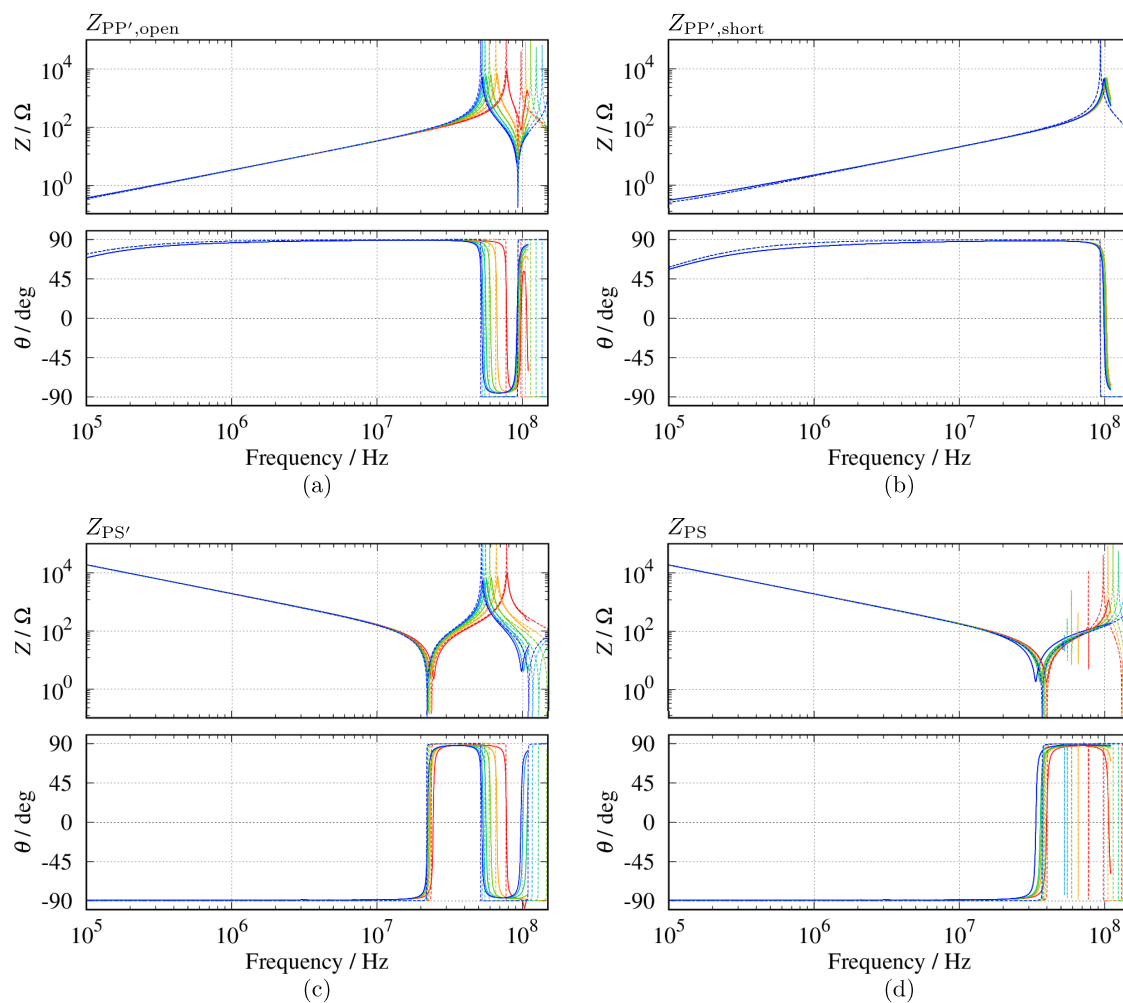 Z_PP′,open
Z / Ω
10^4
10^2
10^0
θ / deg
90
45
0
-45
-90
10^5 10^6 10^7 10^8
Frequency / Hz
(a)
Z_PP′,short
Z / Ω
10^4
10^2
10^0
θ / deg
90
45
0
-45
-90
10^5 10^6 10^7 10^8
Frequency / Hz
(b)
Z_PS′
Z / Ω
10^4
10^2
10^0
θ / deg
90
45
0
-45
-90
10^5 10^6 10^7 10^8
Frequency / Hz
(c)
Z_PS
Z / Ω
10^4
10^2
10^0
θ / deg
90
45
0
-45
-90
10^5 10^6 10^7 10^8
Frequency / Hz
(d)